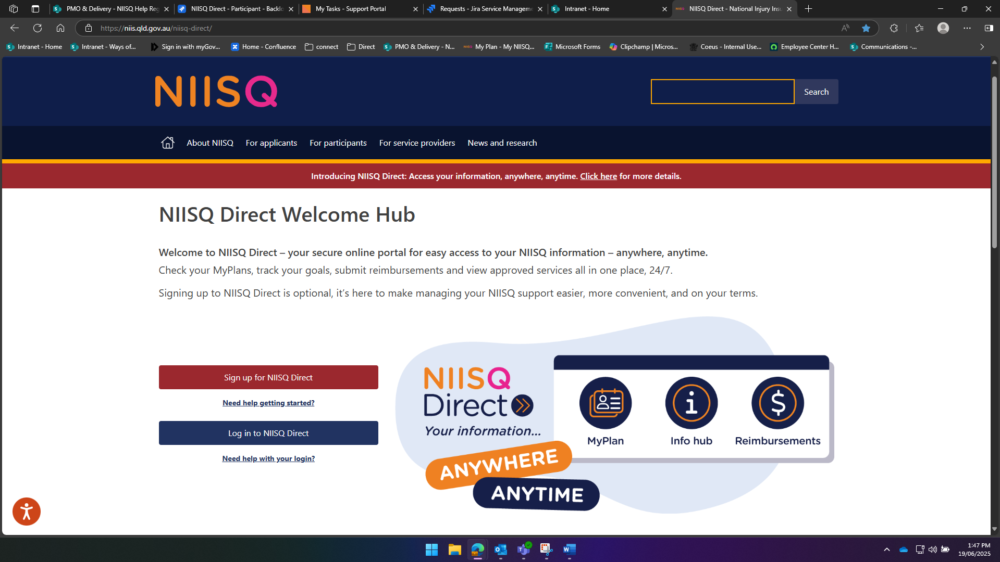 PMO & Delivery - NIISQ Help Reg
NIISQ Direct - Participant - Backlo
My Tasks - Support Portal
Requests - Jira Service Manageme
Intranet - Home
NIISQ Direct - National Injury Insu
https://niis.qld.gov.au/niisq-direct/
Intranet - Home
Intranet - Ways of...
Sign in with myGov...
Home - Confluence
connect
Direct
PMO & Delivery - N...
My Plan - My NIISQ...
Microsoft Forms
Clipchamp | Micros...
Coeus - Internal Use...
Employee Center H...
Communications -...
NIISQ
Search
About NIISQ
For applicants
For participants
For service providers
News and research
Introducing NIISQ Direct: Access your information, anywhere, anytime. Click here for more details.
NIISQ Direct Welcome Hub
Welcome to NIISQ Direct – your secure online portal for easy access to your NIISQ information – anywhere, anytime.
Check your MyPlans, track your goals, submit reimbursements and view approved services all in one place, 24/7.
Signing up to NIISQ Direct is optional, it’s here to make managing your NIISQ support easier, more convenient, and on your terms.
Sign up for NIISQ Direct
Need help getting started?
Log in to NIISQ Direct
Need help with your login?
NIISQ
Direct
Your information...
ANYWHERE
ANYTIME
MyPlan
Info hub
Reimbursements
1:47 PM
19/06/2025